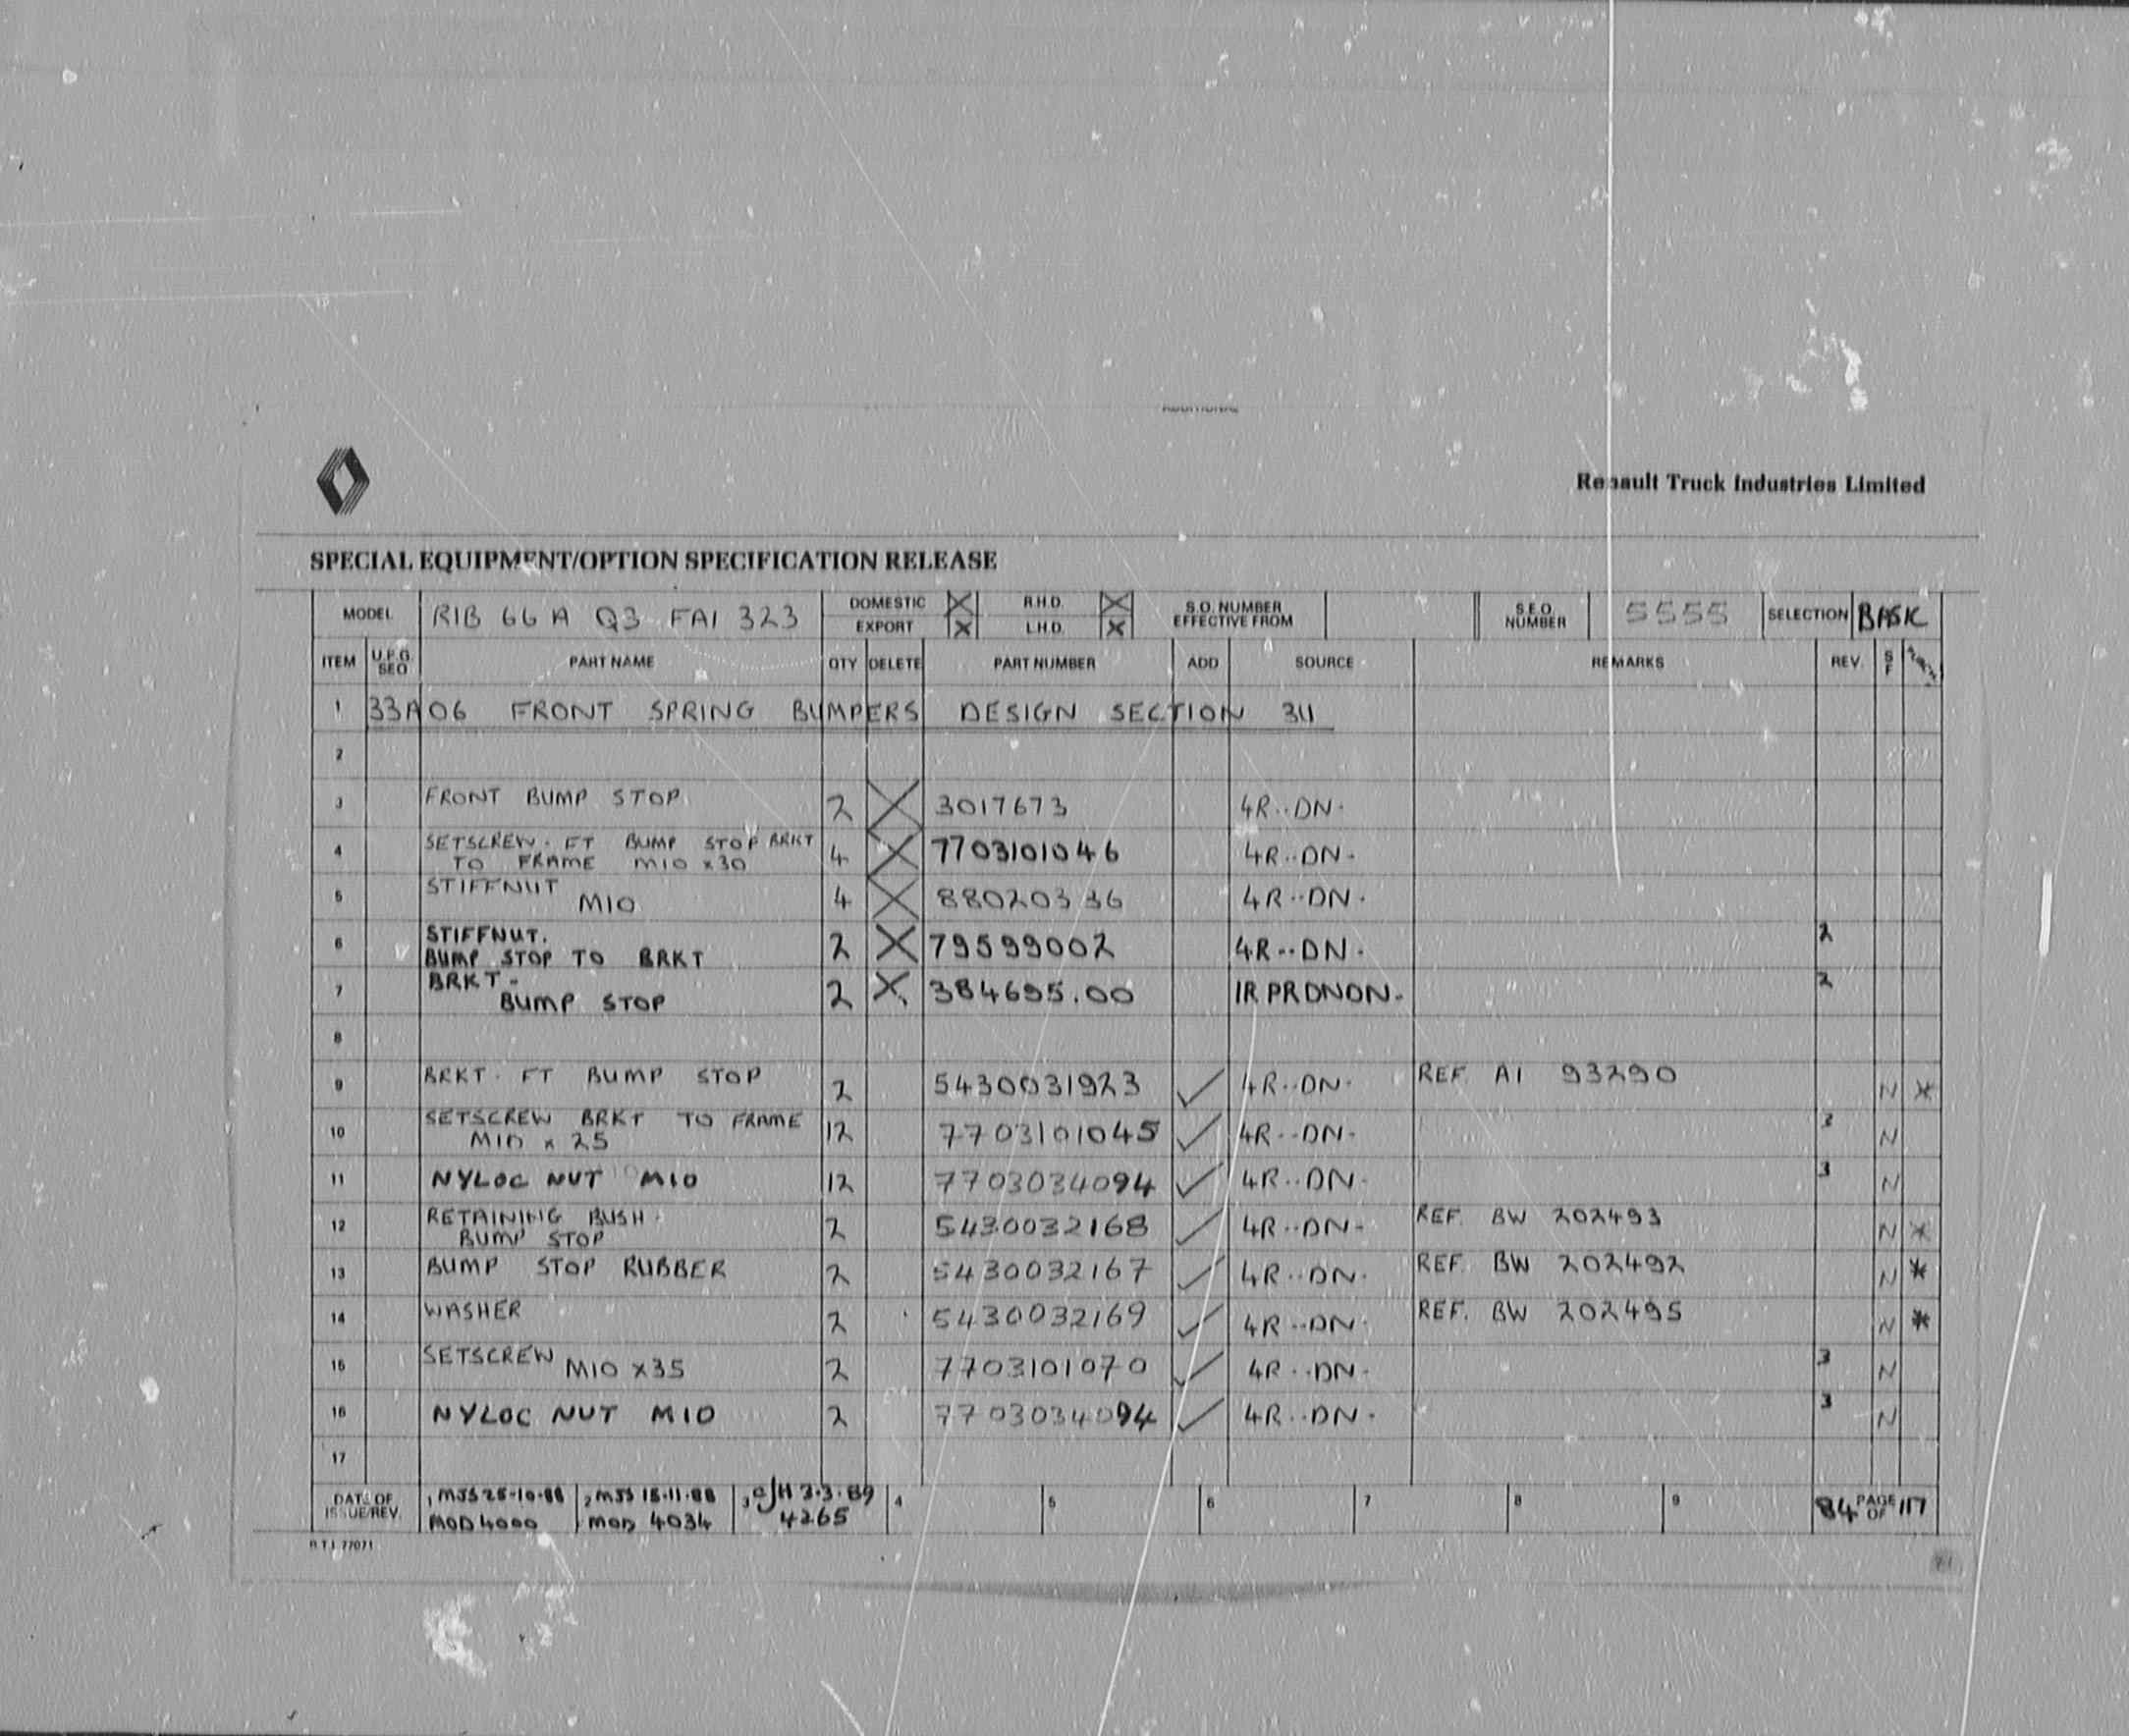 Renault Truck Industries Limited
SPECIAL EQUIPMENT/OPTION SPECIFICATION RELEASE
MODEL R1B 66 A Q3 FA1 323 DOMESTIC X R.H.D. X S.O. NUMBER EFFECTIVE FROM S.E.O. NUMBER 5555 SELECTION BASIC
EXPORT X L.H.D. X
ITEM U.P.G. SEQ PART NAME QTY DELETE PART NUMBER ADD SOURCE REMARKS REV. S F
1 33A06 FRONT SPRING BUMPERS DESIGN SECTION 3U
2
3 FRONT BUMP STOP 2 X 3017673 4R··DN·
4 SETSCREW. FT BUMP STOP BRKT
TO FRAME M10 x30 4 X 7703101046 4R··DN·
5 STIFFNUT
M10 4 X 88020336 4R··DN·
6 STIFFNUT.
BUMP STOP TO BRKT 2 X 79599002 4R··DN· 2
7 BRKT-
BUMP STOP 2 X 384695.00 1R PRDNON- 2
8
9 BRKT. FT BUMP STOP 2 5430031923 ✓ 4R··DN· REF. A1 93290 N *
10 SETSCREW BRKT TO FRAME
M10 x 25 12 7703101045 ✓ 4R··DN· 3 N
11 NYLOC NUT M10 12 7703034094 ✓ 4R··DN· 3 N
12 RETAINING BUSH.
BUMP STOP 2 5430032168 ✓ 4R··DN- REF. BW 202493 N *
13 BUMP STOP RUBBER 2 5430032167 ✓ 4R··DN· REF. BW 202492 N *
14 WASHER 2 5430032169 ✓ 4R··DN· REF. BW 202495 N *
15 SETSCREW M10 x35 2 7703101070 ✓ 4R··DN· 3 N
16 NYLOC NUT M10 2 7703034094 ✓ 4R··DN· 3 N
17
DATE OF ISSUE/REV. 1 MJS 25-10-88 2 MJS 15.11.88 3 CJH 3.3.89 4 5 6 7 8 9 84 PAGE OF 117
MOD 4000 MOD 4034 4265
R.T.I. 77071